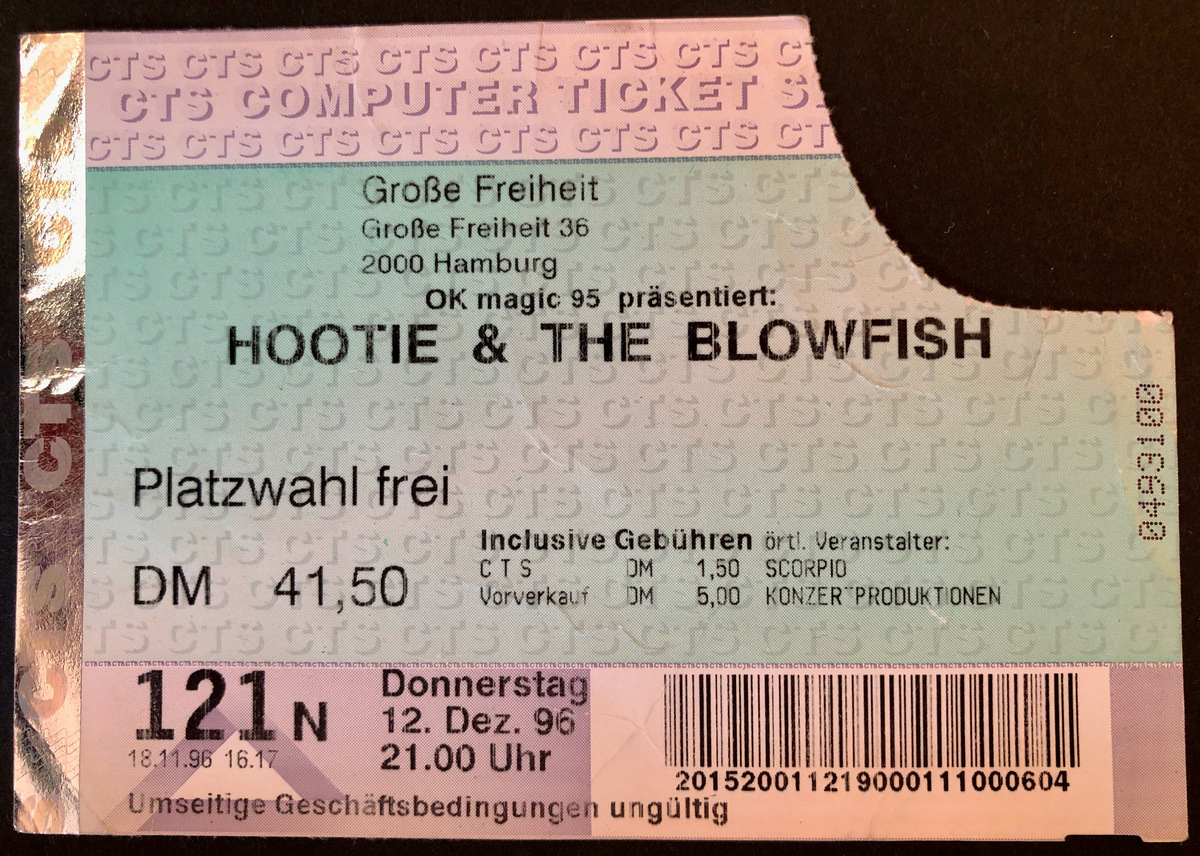 CTS CTS CTS CTS CTS CTS CTS
CTS COMPUTER TICKET
CTS CTS CTS CTS CTS CTS CTS
Große Freiheit
Große Freiheit 36
2000 Hamburg
OK magic 95 präsentiert:
HOOTIE & THE BLOWFISH
Platzwahl frei
Inclusive Gebühren örtl. Veranstalter:
CTS DM 1,50 SCORPIO
DM 41,50
Vorverkauf DM 5,00 KONZERTPRODUKTIONEN
0493100
121 N
18.11.96 16.17
Donnerstag
12. Dez. 96
21.00 Uhr
201520011219000111000604
Umseitige Geschäftsbedingungen ungültig